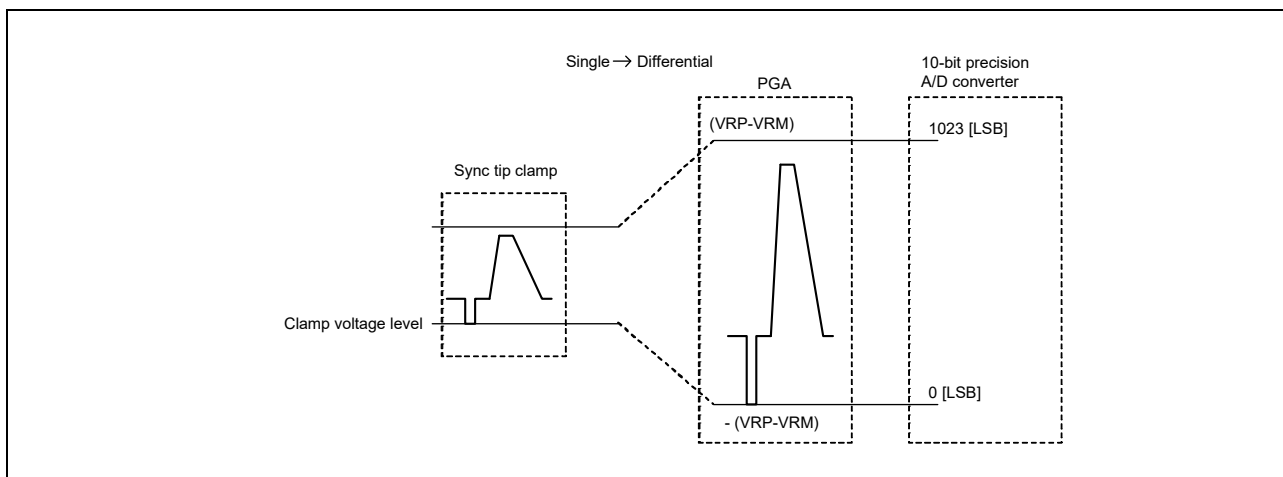 Single → Differential
10-bit precision
A/D converter
PGA
(VRP-VRM)
1023 [LSB]
Sync tip clamp
Clamp voltage level
0 [LSB]
- (VRP-VRM)